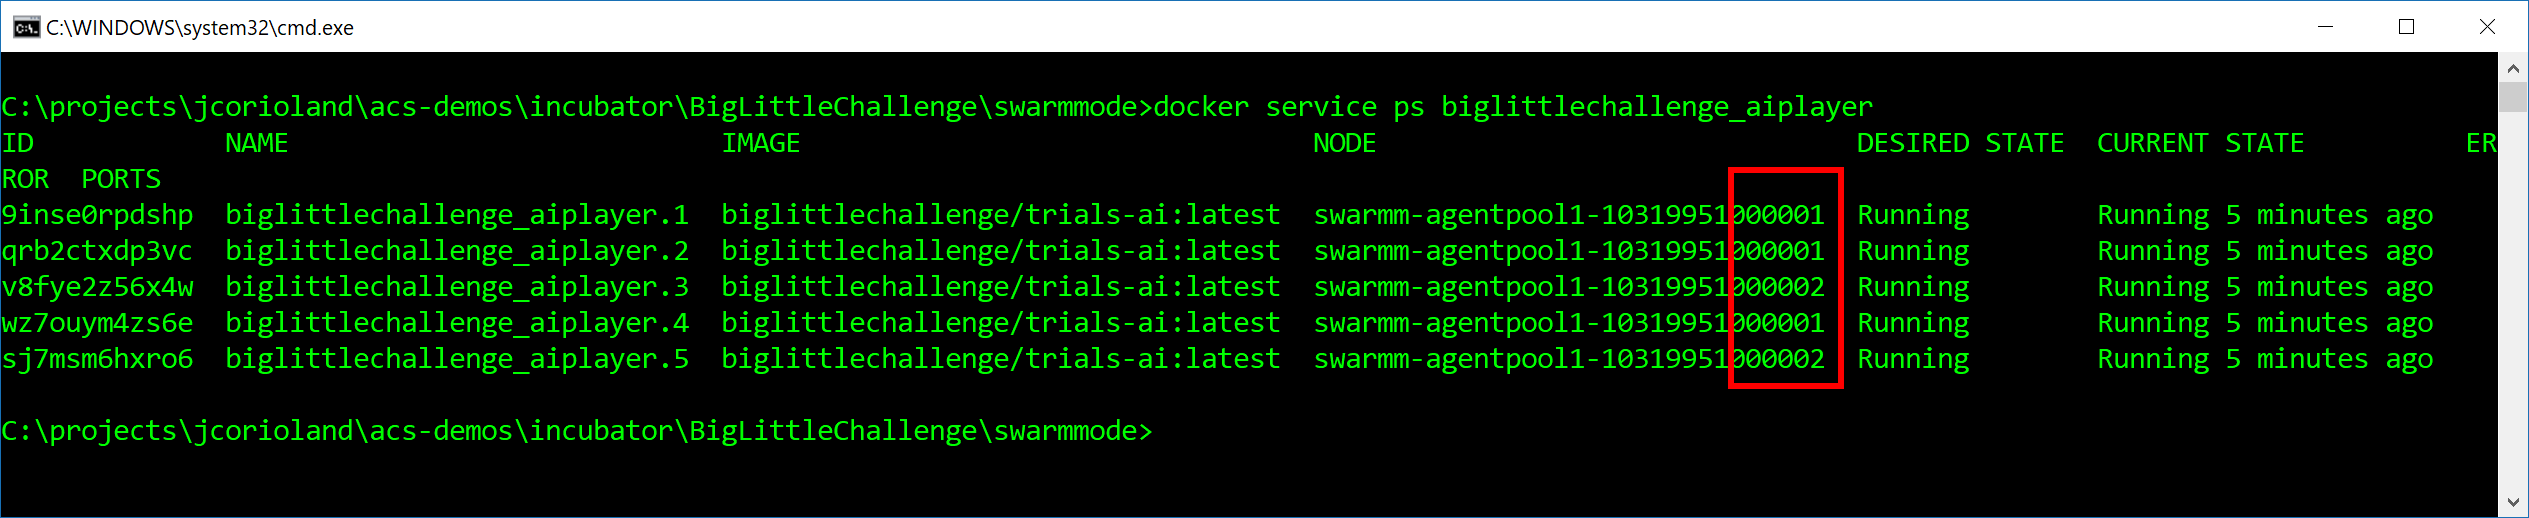 C:\WINDOWS\system32\cmd.exe
C:\projects\jcorioland\acs-demos\incubator\BigLittleChallenge\swarmmode>docker service ps biglittlechallenge_aiplayer
ID            NAME                           IMAGE                                NODE                              DESIRED STATE  CURRENT STATE          ER
ROR  PORTS
9inse0rpdshp  biglittlechallenge_aiplayer.1  biglittlechallenge/trials-ai:latest  swarmm-agentpool1-10319951000001  Running        Running 5 minutes ago
qrb2ctxdp3vc  biglittlechallenge_aiplayer.2  biglittlechallenge/trials-ai:latest  swarmm-agentpool1-10319951000001  Running        Running 5 minutes ago
v8fye2z56x4w  biglittlechallenge_aiplayer.3  biglittlechallenge/trials-ai:latest  swarmm-agentpool1-10319951000002  Running        Running 5 minutes ago
wz7ouym4zs6e  biglittlechallenge_aiplayer.4  biglittlechallenge/trials-ai:latest  swarmm-agentpool1-10319951000001  Running        Running 5 minutes ago
sj7msm6hxro6  biglittlechallenge_aiplayer.5  biglittlechallenge/trials-ai:latest  swarmm-agentpool1-10319951000002  Running        Running 5 minutes ago
C:\projects\jcorioland\acs-demos\incubator\BigLittleChallenge\swarmmode>